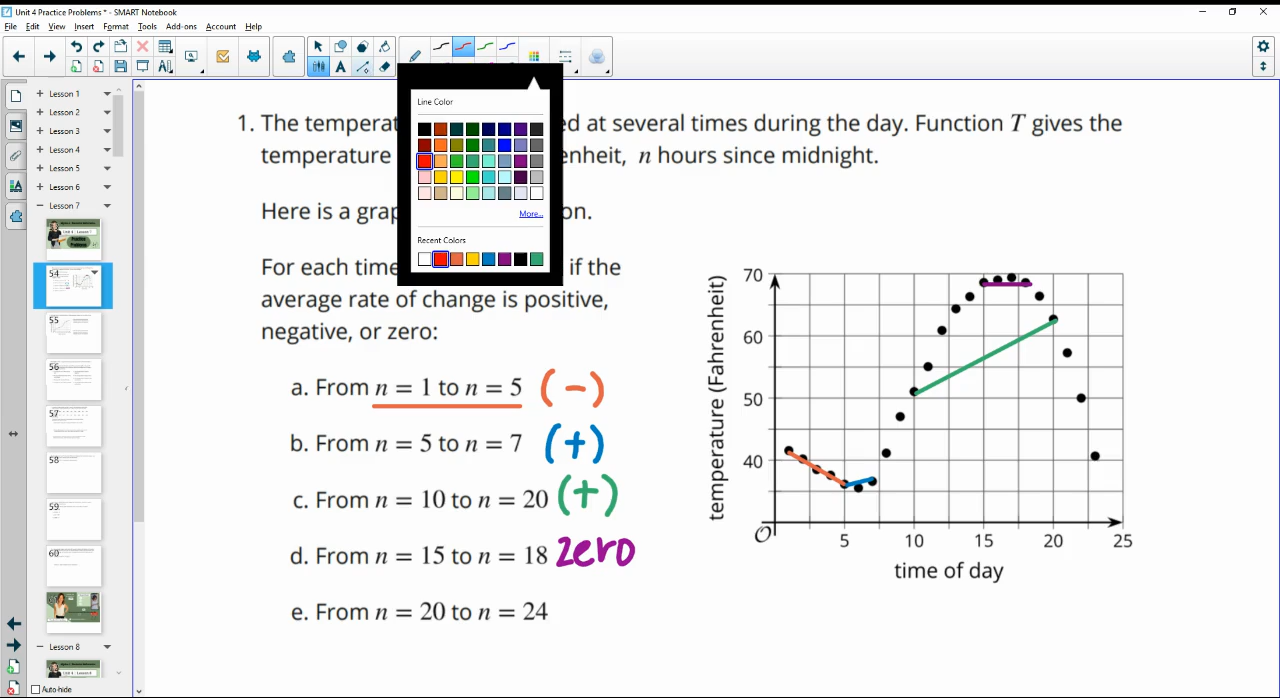 Unit 4 Practice Problems * - SMART Notebook
File Edit View Insert Format Tools Add-ons Account Help
Lesson 1
Lesson 2
Lesson 3
Lesson 4
Lesson 5
Lesson 6
Lesson 7
54
55
56
57
58
59
60
Lesson 8
Auto-hide
Line Color
More...
Recent Colors
1. The temperat ed at several times during the day. Function T gives the
temperature enheit, n hours since midnight.
Here is a grap on.
For each time if the
average rate of change is positive,
negative, or zero:
a. From n = 1 to n = 5 (−)
b. From n = 5 to n = 7 (+)
c. From n = 10 to n = 20 (+)
d. From n = 15 to n = 18 zero
e. From n = 20 to n = 24
temperature (Fahrenheit)
70
60
50
40
O 5 10 15 20 25
time of day